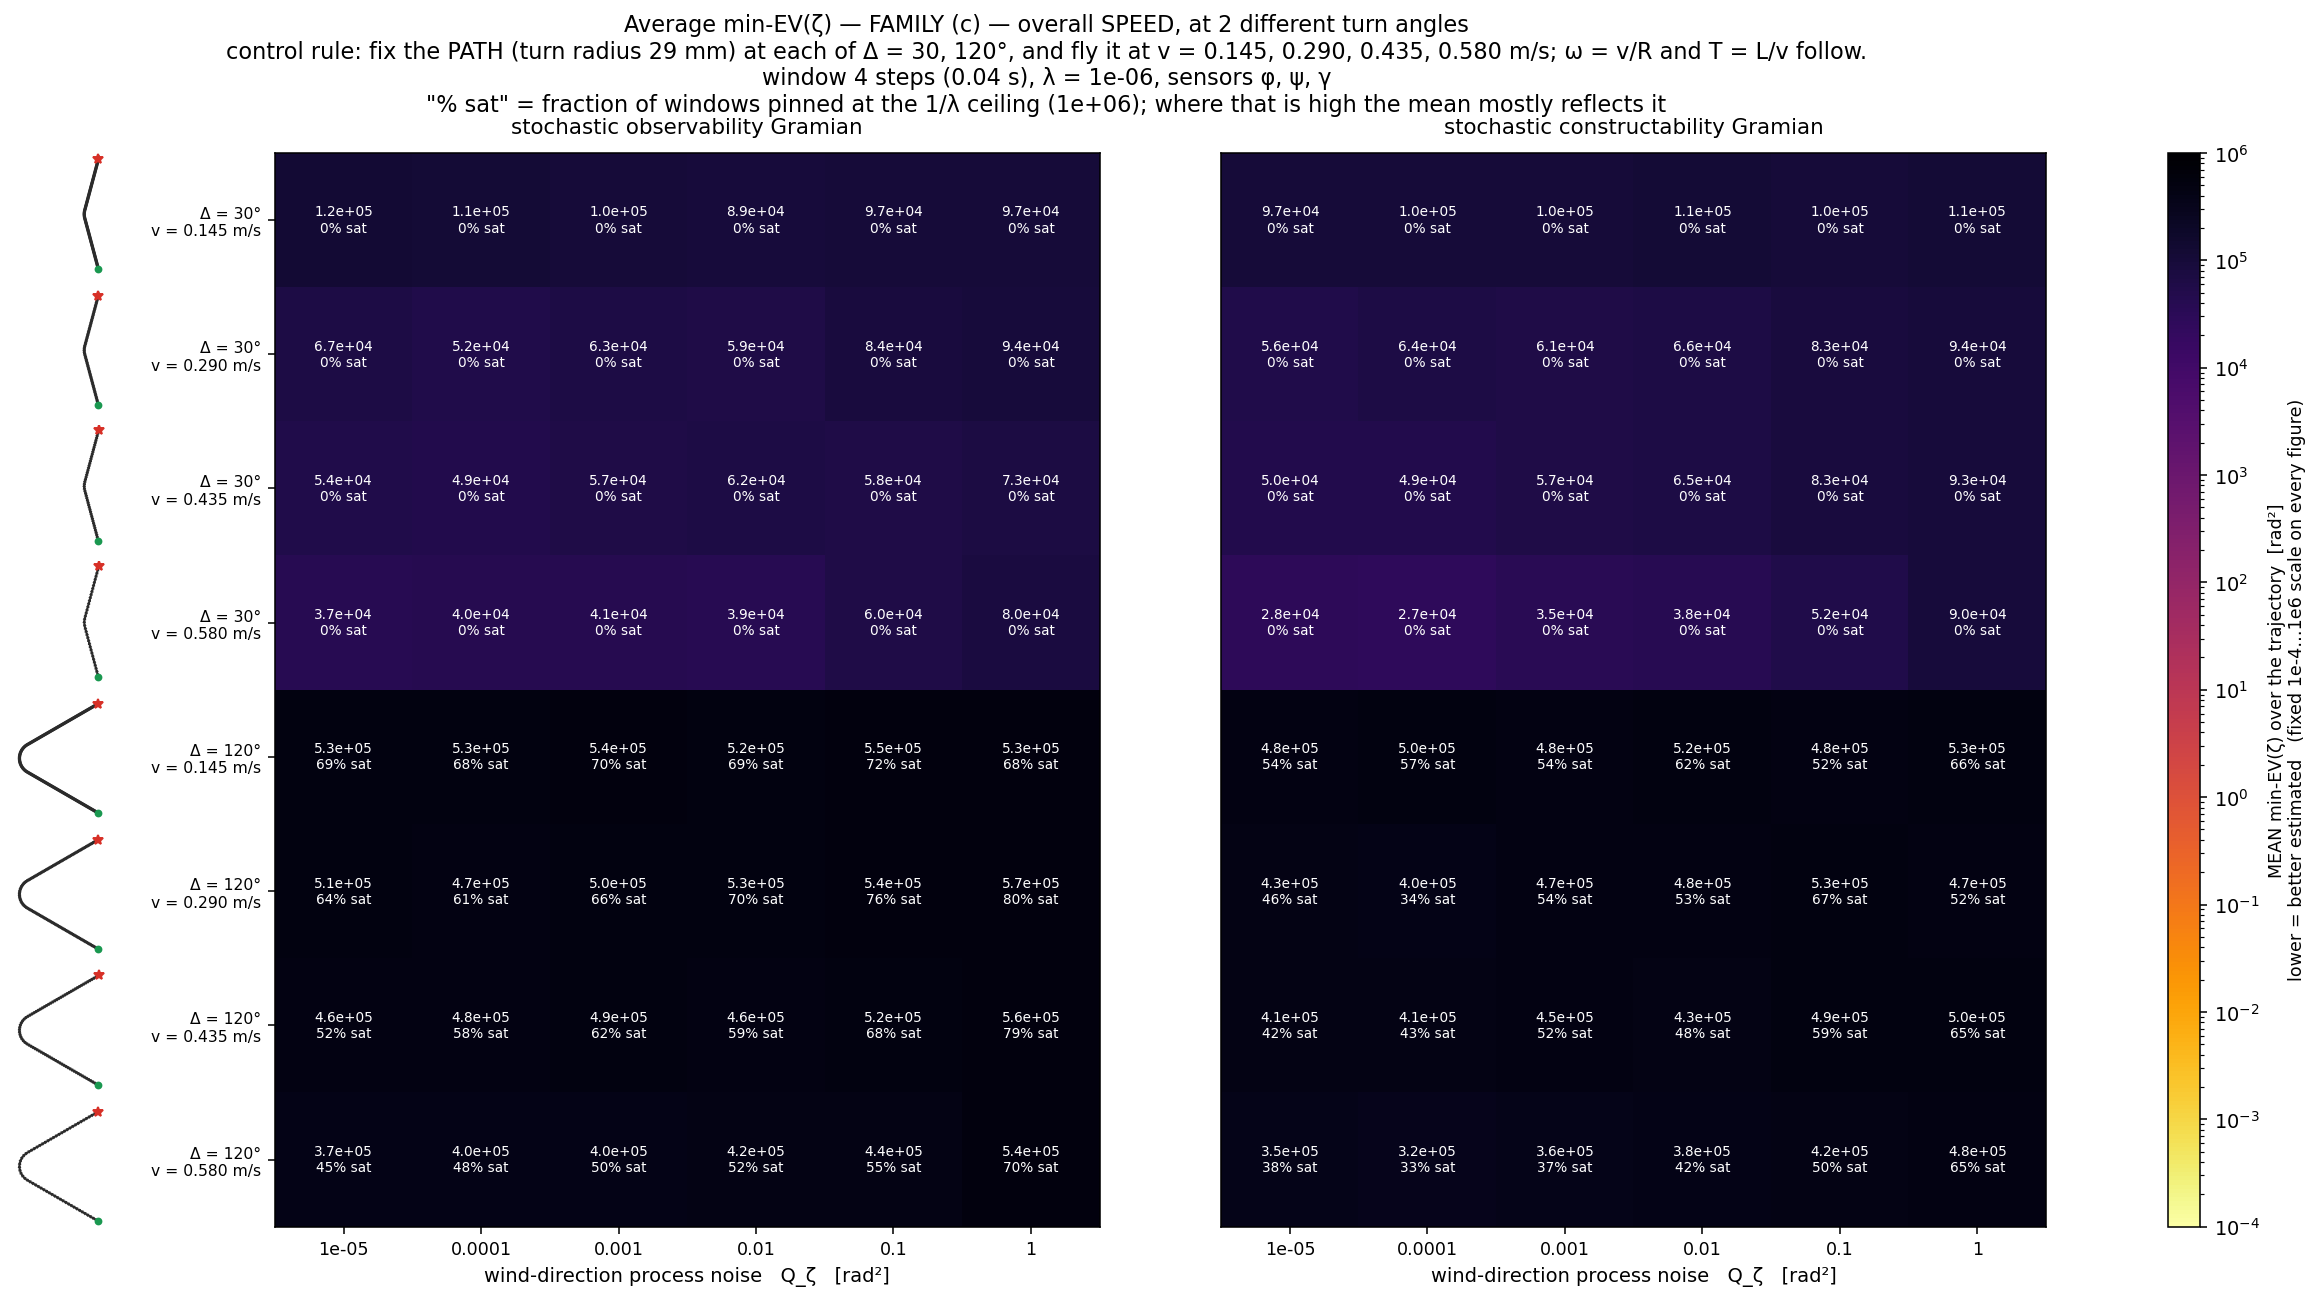 Average min-EV(ζ) — FAMILY (c) — overall SPEED, at 2 different turn angles
control rule: fix the PATH (turn radius 29 mm) at each of Δ = 30, 120°, and fly it at v = 0.145, 0.290, 0.435, 0.580 m/s; ω = v/R and T = L/v follow.
window 4 steps (0.04 s), λ = 1e-06, sensors φ, ψ, γ
"% sat" = fraction of windows pinned at the 1/λ ceiling (1e+06); where that is high the mean mostly reflects it
stochastic observability Gramian
Δ = 30°
v = 0.145 m/s
1.2e+05 1.1e+05 1.0e+05 8.9e+04 9.7e+04 9.7e+04
0% sat 0% sat 0% sat 0% sat 0% sat 0% sat
Δ = 30°
v = 0.290 m/s
6.7e+04 5.2e+04 6.3e+04 5.9e+04 8.4e+04 9.4e+04
0% sat 0% sat 0% sat 0% sat 0% sat 0% sat
Δ = 30°
v = 0.435 m/s
5.4e+04 4.9e+04 5.7e+04 6.2e+04 5.8e+04 7.3e+04
0% sat 0% sat 0% sat 0% sat 0% sat 0% sat
Δ = 30°
v = 0.580 m/s
3.7e+04 4.0e+04 4.1e+04 3.9e+04 6.0e+04 8.0e+04
0% sat 0% sat 0% sat 0% sat 0% sat 0% sat
Δ = 120°
v = 0.145 m/s
5.3e+05 5.3e+05 5.4e+05 5.2e+05 5.5e+05 5.3e+05
69% sat 68% sat 70% sat 69% sat 72% sat 68% sat
Δ = 120°
v = 0.290 m/s
5.1e+05 4.7e+05 5.0e+05 5.3e+05 5.4e+05 5.7e+05
64% sat 61% sat 66% sat 70% sat 76% sat 80% sat
Δ = 120°
v = 0.435 m/s
4.6e+05 4.8e+05 4.9e+05 4.6e+05 5.2e+05 5.6e+05
52% sat 58% sat 62% sat 59% sat 68% sat 79% sat
Δ = 120°
v = 0.580 m/s
3.7e+05 4.0e+05 4.0e+05 4.2e+05 4.4e+05 5.4e+05
45% sat 48% sat 50% sat 52% sat 55% sat 70% sat
1e-05 0.0001 0.001 0.01 0.1 1
wind-direction process noise Q_ζ [rad²]
stochastic constructability Gramian
9.7e+04 1.0e+05 1.0e+05 1.1e+05 1.0e+05 1.1e+05
0% sat 0% sat 0% sat 0% sat 0% sat 0% sat
5.6e+04 6.4e+04 6.1e+04 6.6e+04 8.3e+04 9.4e+04
0% sat 0% sat 0% sat 0% sat 0% sat 0% sat
5.0e+04 4.9e+04 5.7e+04 6.5e+04 8.3e+04 9.3e+04
0% sat 0% sat 0% sat 0% sat 0% sat 0% sat
2.8e+04 2.7e+04 3.5e+04 3.8e+04 5.2e+04 9.0e+04
0% sat 0% sat 0% sat 0% sat 0% sat 0% sat
4.8e+05 5.0e+05 4.8e+05 5.2e+05 4.8e+05 5.3e+05
54% sat 57% sat 54% sat 62% sat 52% sat 66% sat
4.3e+05 4.0e+05 4.7e+05 4.8e+05 5.3e+05 4.7e+05
46% sat 34% sat 54% sat 53% sat 67% sat 52% sat
4.1e+05 4.1e+05 4.5e+05 4.3e+05 4.9e+05 5.0e+05
42% sat 43% sat 52% sat 48% sat 59% sat 65% sat
3.5e+05 3.2e+05 3.6e+05 3.8e+05 4.2e+05 4.8e+05
38% sat 33% sat 37% sat 42% sat 50% sat 65% sat
1e-05 0.0001 0.001 0.01 0.1 1
wind-direction process noise Q_ζ [rad²]
10⁶
10⁵
10⁴
10³
10²
10¹
10⁰
10⁻¹
10⁻²
10⁻³
10⁻⁴
MEAN min-EV(ζ) over the trajectory [rad²]
lower = better estimated (fixed 1e-4...1e6 scale on every figure)